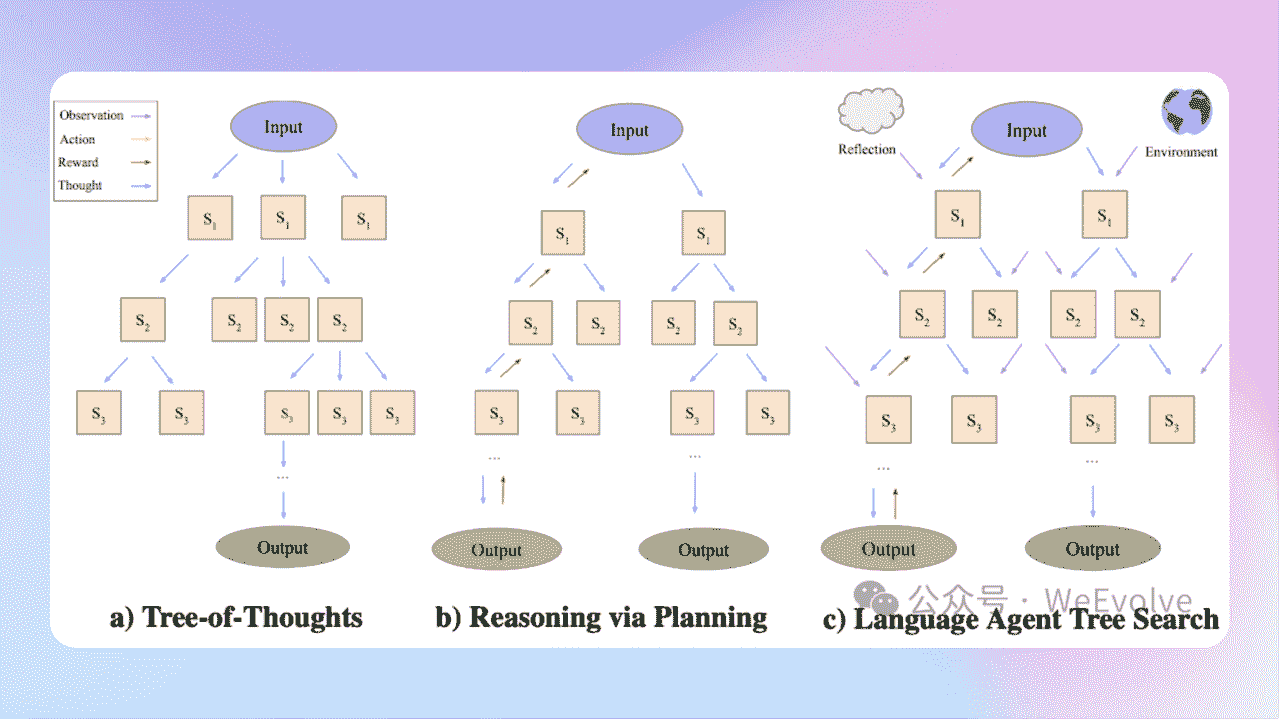 Observation
Action
Reward
Thought
Input
S1
S1
S1
S2
S2
S2
S2
S3
S3
S3
S3
S3
...
Output
a) Tree-of-Thoughts
Input
S1
S1
S2
S2
S2
S2
S3
S3
S3
S3
...
...
Output
Output
b) Reasoning via Planning
Reflection
Input
Environment
S1
S1
S2
S2
S2
S2
S3
S3
S3
S3
...
...
Output
Output
公众号 · WeEvolve
c) Language Agent Tree Search